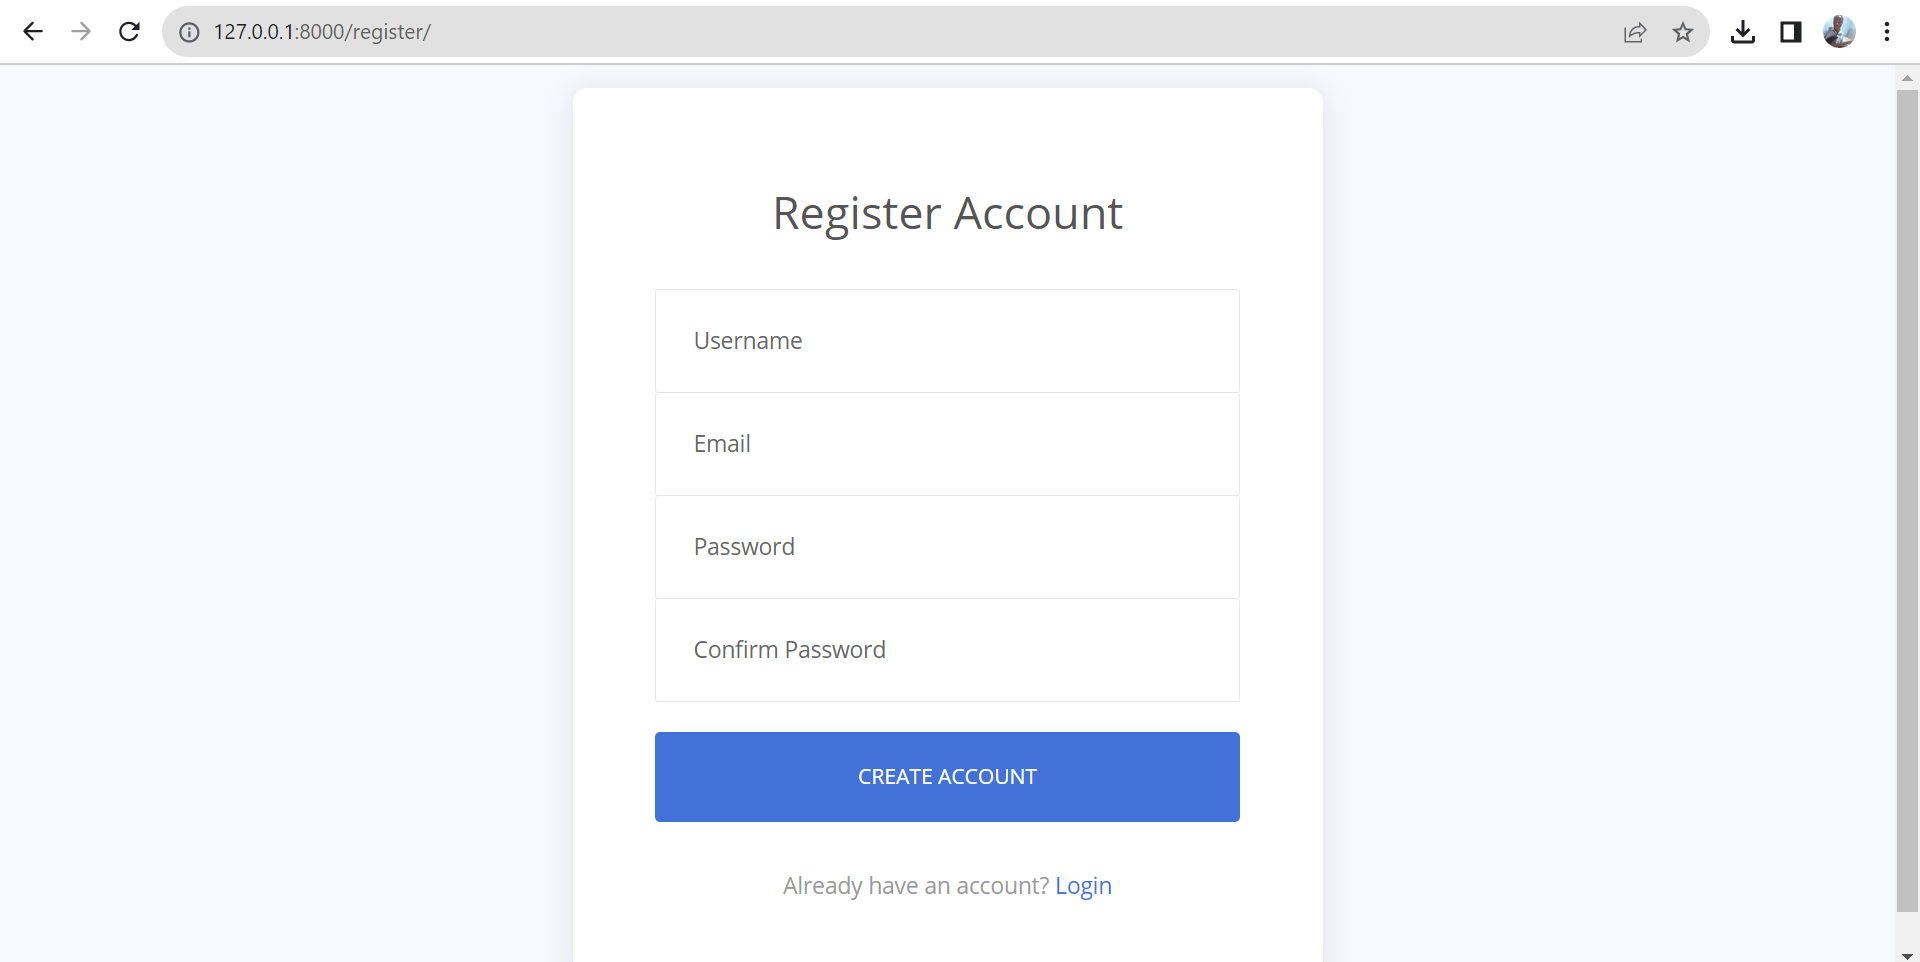 127.0.0.1:8000/register/
Register Account
Username
Email
Password
Confirm Password
CREATE ACCOUNT
Already have an account? Login